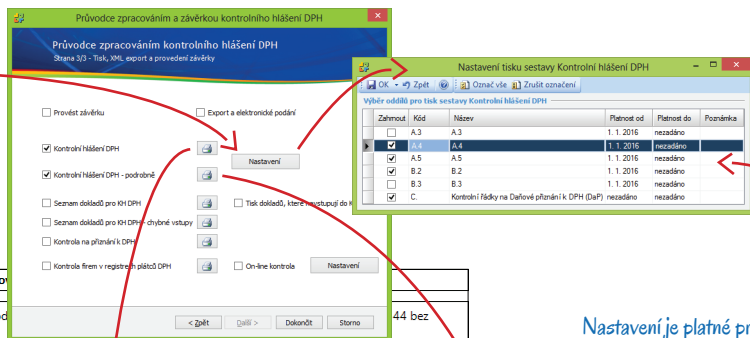 Průvodce zpracováním a závěrkou kontrolního hlášení DPH
Průvodce zpracováním kontrolního hlášení DPH
Strana 3/3 - Tisk, XML export a provedení závěrky
Provést závěrku
Export a elektronické podání
Kontrolní hlášení DPH
Nastavení
Kontrolní hlášení DPH - podrobně
Seznam dokladů pro KH DPH
Tisk dokladů, které nevstupují do
Seznam dokladů pro KH DPH - chybné vstupy
Kontrola na přiznání k DPH
Kontrola firem v registrech plátců DPH
On-line kontrola
Nastavení
< Zpět
Další >
Dokončit
Storno
44 bez
Nastavení tisku sestavy Kontrolní hlášení DPH
OK
Zpět
Označ vše
Zrušit označení
Výběr oddílů pro tisk sestavy Kontrolní hlášení DPH
Zahrnout Kód Název Platnost od Platnost do Poznámka
A.3 A.3 1. 1. 2016 nezadáno
A.4 A.4 1. 1. 2016 nezadáno
A.5 A.5 1. 1. 2016 nezadáno
B.2 B.2 1. 1. 2016 nezadáno
B.3 B.3 1. 1. 2016 nezadáno
C. Kontrolní řádky na Daňové přiznání k DPH (DaP) nezadáno nezadáno
Nastavení je platné pr